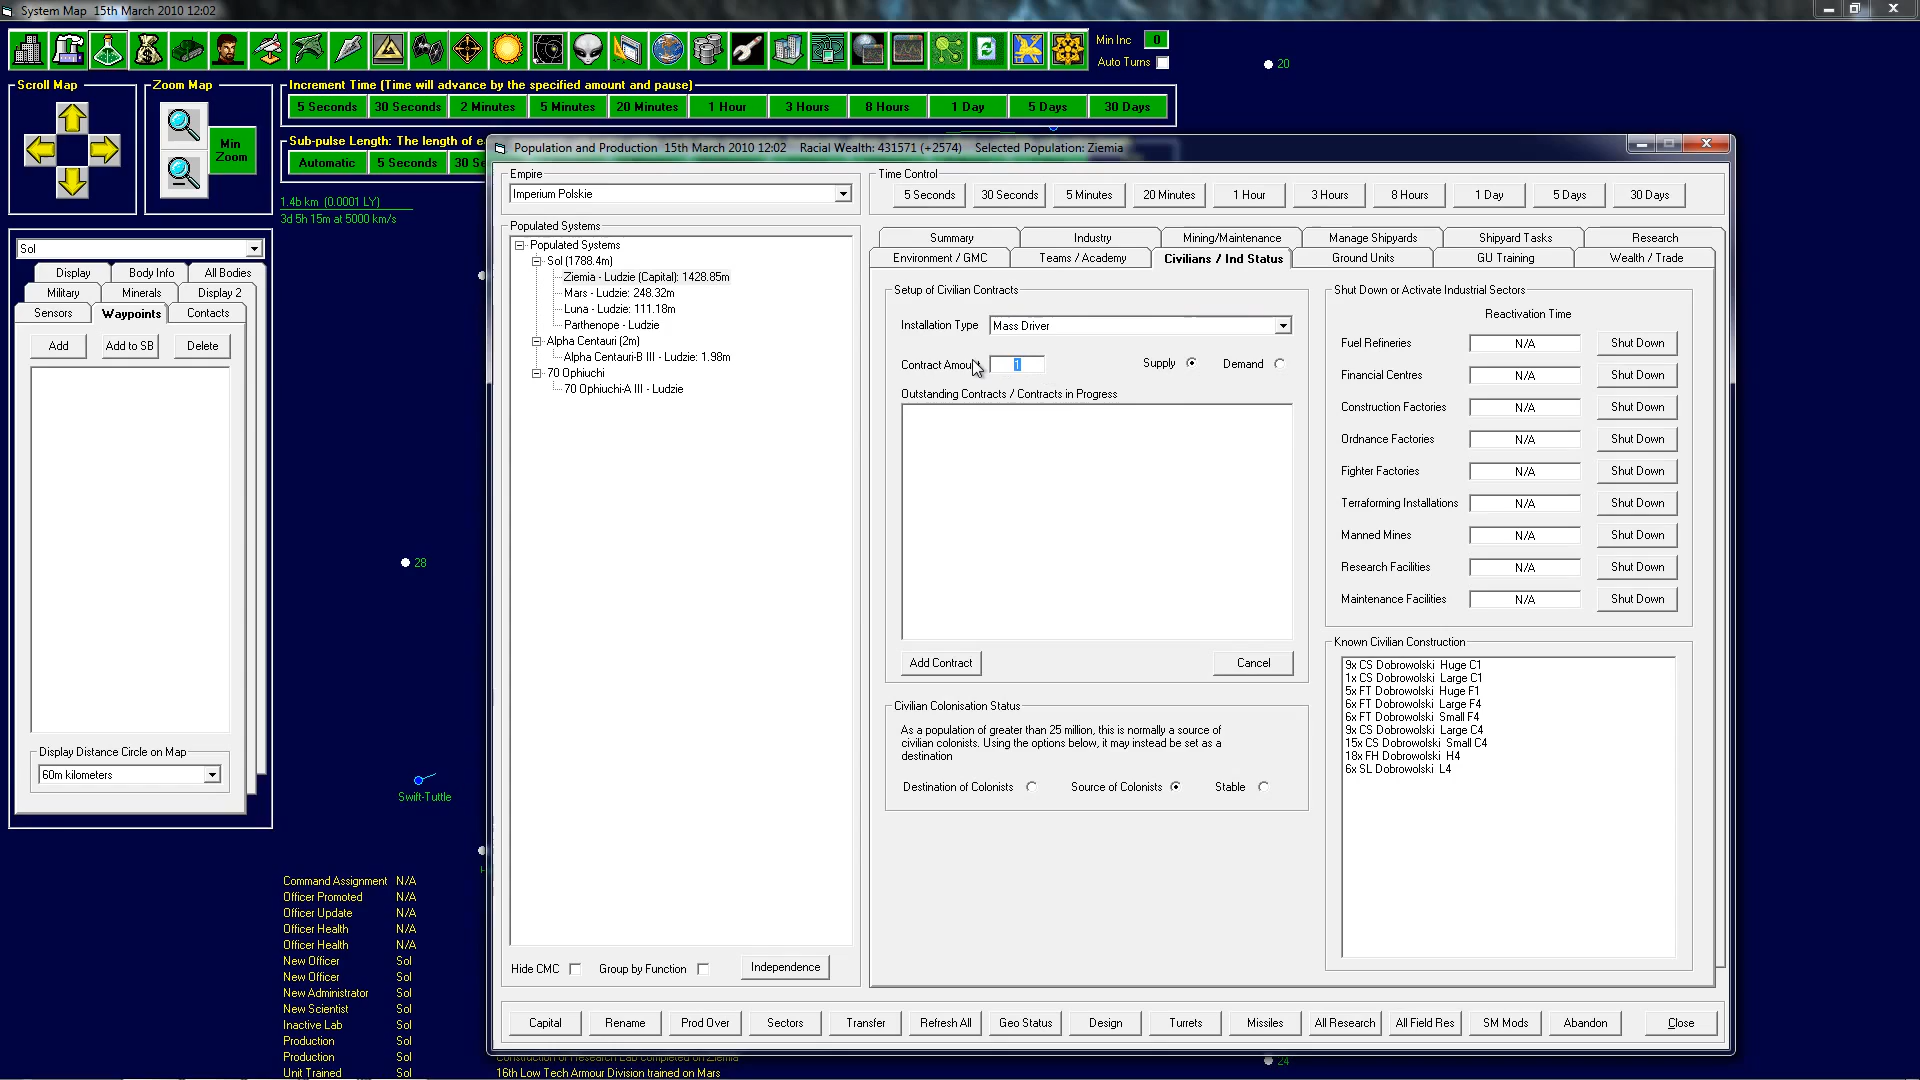 System Map   15th March 2010 12:02
Min Inc   0
Auto Turns
20
Scroll Map
Zoom Map
Min Zoom
Increment Time (Time will advance by the specified amount and pause)
5 Seconds   30 Seconds   2 Minutes   5 Minutes   20 Minutes   1 Hour   3 Hours   8 Hours   1 Day   5 Days   30 Days
Sub-pulse Length: The length of e
Automatic   5 Seconds   30 Se
1.4b km  (0.0001 LY)
3d 5h 15m at 5000 km/s
Sol
Display   Body Info   All Bodies
Military   Minerals   Display 2
Sensors   Waypoints   Contacts
Add   Add to SB   Delete
Display Distance Circle on Map
60m kilometers
28
Swift-Tuttle
Command Assignment   N/A
Officer Promoted   N/A
Officer Update   N/A
Officer Health   N/A
Officer Health   N/A
New Officer   Sol
New Officer   Sol
New Administrator   Sol
New Scientist   Sol
Inactive Lab   Sol
Production   Sol
Production   Sol   Construction of Research Lab completed on Ziemia
Unit Trained   Sol   16th Low Tech Armour Division trained on Mars
24
Population and Production   15th March 2010 12:02   Racial Wealth: 431571 (+2574)   Selected Population: Ziemia
Empire
Imperium Polskie
Populated Systems
Populated Systems
Sol (1788.4m)
Ziemia - Ludzie (Capital): 1428.85m
Mars - Ludzie: 248.32m
Luna - Ludzie: 111.18m
Parthenope - Ludzie
Alpha Centauri (2m)
Alpha Centauri-B III - Ludzie: 1.98m
70 Ophiuchi
70 Ophiuchi-A III - Ludzie
Hide CMC   Group by Function   Independence
Time Control
5 Seconds   30 Seconds   5 Minutes   20 Minutes   1 Hour   3 Hours   8 Hours   1 Day   5 Days   30 Days
Summary   Industry   Mining/Maintenance   Manage Shipyards   Shipyard Tasks   Research
Environment / GMC   Teams / Academy   Civilians / Ind Status   Ground Units   GU Training   Wealth / Trade
Setup of Civilian Contracts
Installation Type   Mass Driver
Contract Amount   1   Supply   Demand
Outstanding Contracts / Contracts in Progress
Add Contract   Cancel
Civilian Colonisation Status
As a population of greater than 25 million, this is normally a source of
civilian colonists. Using the options below, it may instead be set as a
destination
Destination of Colonists   Source of Colonists   Stable
Shut Down or Activate Industrial Sectors
Reactivation Time
Fuel Refineries   N/A   Shut Down
Financial Centres   N/A   Shut Down
Construction Factories   N/A   Shut Down
Ordnance Factories   N/A   Shut Down
Fighter Factories   N/A   Shut Down
Terraforming Installations   N/A   Shut Down
Manned Mines   N/A   Shut Down
Research Facilities   N/A   Shut Down
Maintenance Facilities   N/A   Shut Down
Known Civilian Construction
9x CS Dobrowolski  Huge C1
1x CS Dobrowolski  Large C1
5x FT Dobrowolski  Huge F1
6x FT Dobrowolski  Large F4
6x FT Dobrowolski  Small F4
9x CS Dobrowolski  Large C4
15x CS Dobrowolski  Small C4
18x FH Dobrowolski  H4
6x SL Dobrowolski  L4
Capital   Rename   Prod Over   Sectors   Transfer   Refresh All   Geo Status   Design   Turrets   Missiles   All Research   All Field Res   SM Mods   Abandon   Close